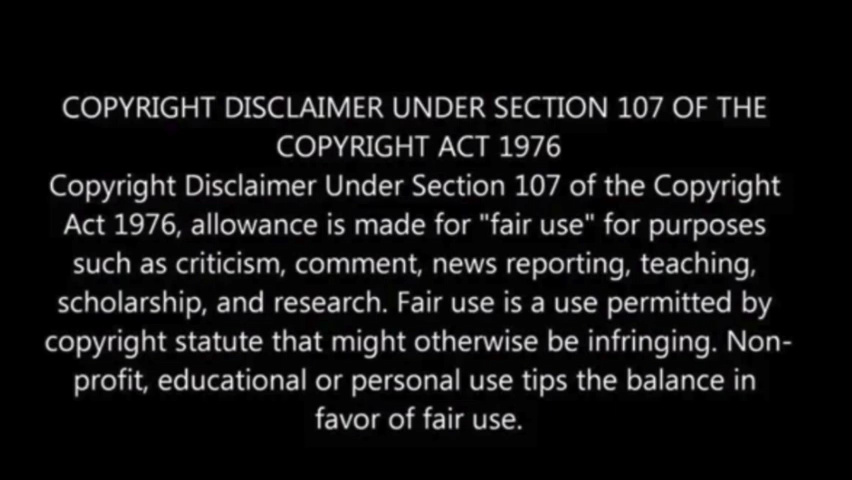 COPYRIGHT DISCLAIMER UNDER SECTION 107 OF THE
COPYRIGHT ACT 1976
Copyright Disclaimer Under Section 107 of the Copyright
Act 1976, allowance is made for "fair use" for purposes
such as criticism, comment, news reporting, teaching,
scholarship, and research. Fair use is a use permitted by
copyright statute that might otherwise be infringing. Non-
profit, educational or personal use tips the balance in
favor of fair use.